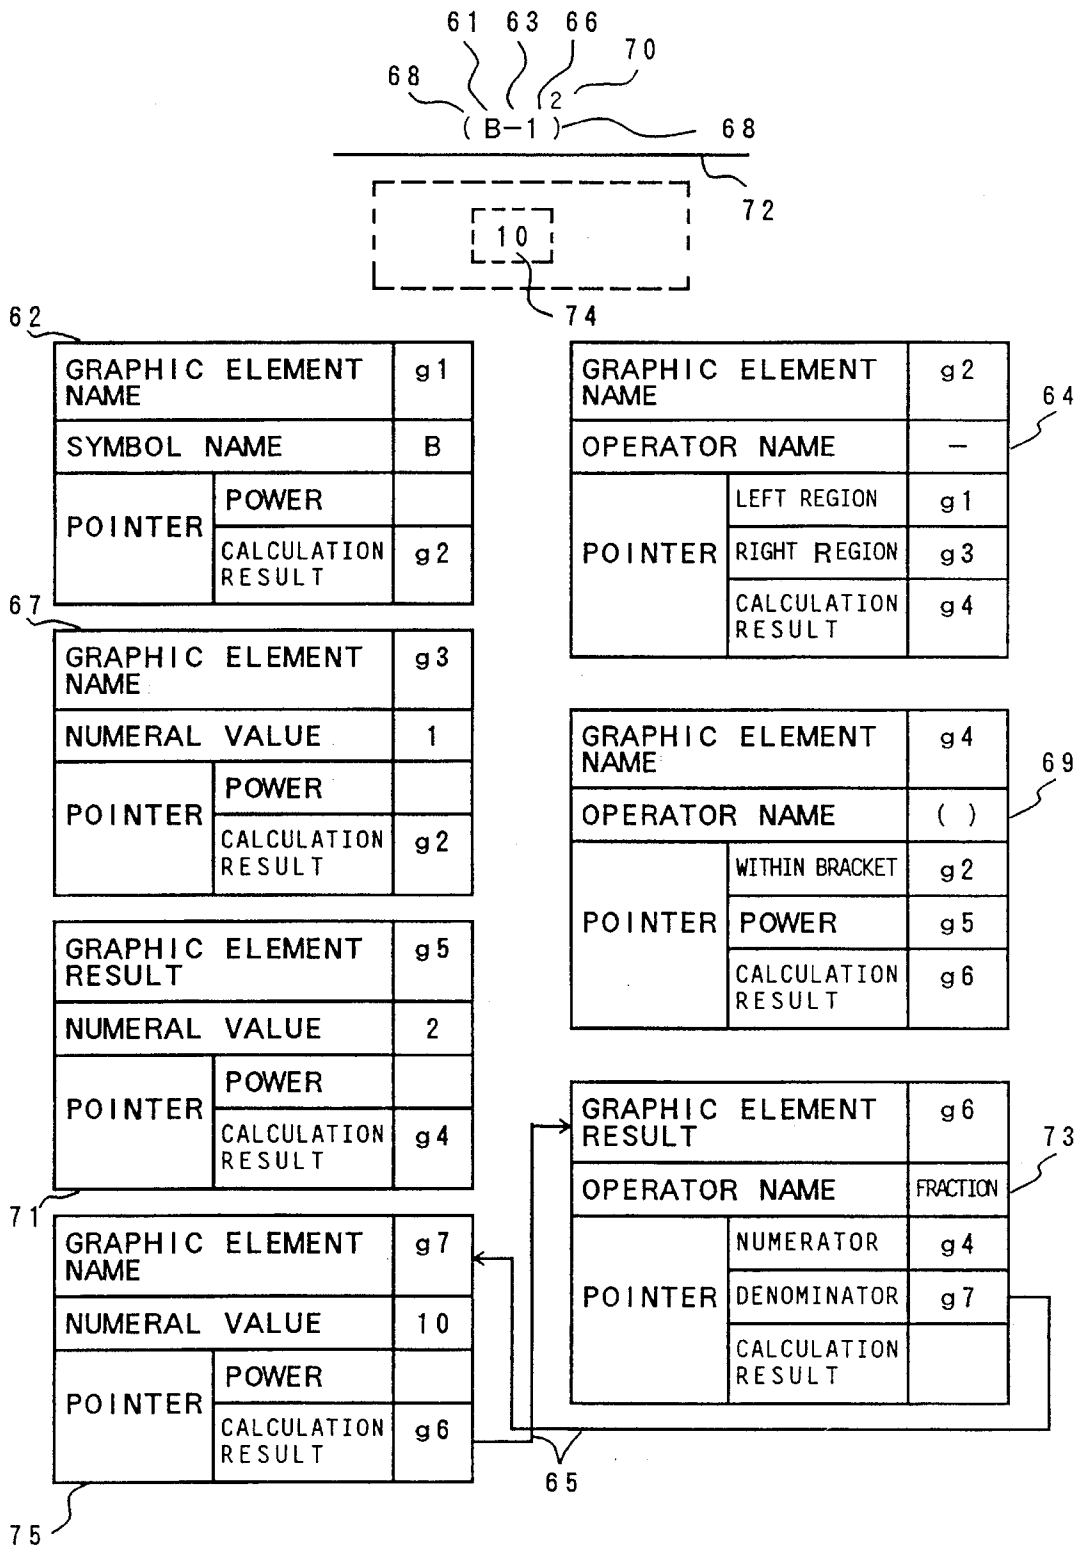 61 63 66
68 70
( B-1 )2
68
72
10
74
62
GRAPHIC ELEMENT NAME g1
SYMBOL NAME B
POINTER
POWER
CALCULATION RESULT g2
GRAPHIC ELEMENT NAME g2
64
OPERATOR NAME −
POINTER
LEFT REGION g1
RIGHT REGION g3
CALCULATION RESULT g4
67
GRAPHIC ELEMENT NAME g3
NUMERAL VALUE 1
POINTER
POWER
CALCULATION RESULT g2
GRAPHIC ELEMENT NAME g4
69
OPERATOR NAME ( )
POINTER
WITHIN BRACKET g2
POWER g5
CALCULATION RESULT g6
GRAPHIC ELEMENT RESULT g5
NUMERAL VALUE 2
POINTER
POWER
CALCULATION RESULT g4
71
GRAPHIC ELEMENT RESULT g6
73
OPERATOR NAME FRACTION
POINTER
NUMERATOR g4
DENOMINATOR g7
CALCULATION RESULT
GRAPHIC ELEMENT NAME g7
NUMERAL VALUE 10
POINTER
POWER
CALCULATION RESULT g6
65
75